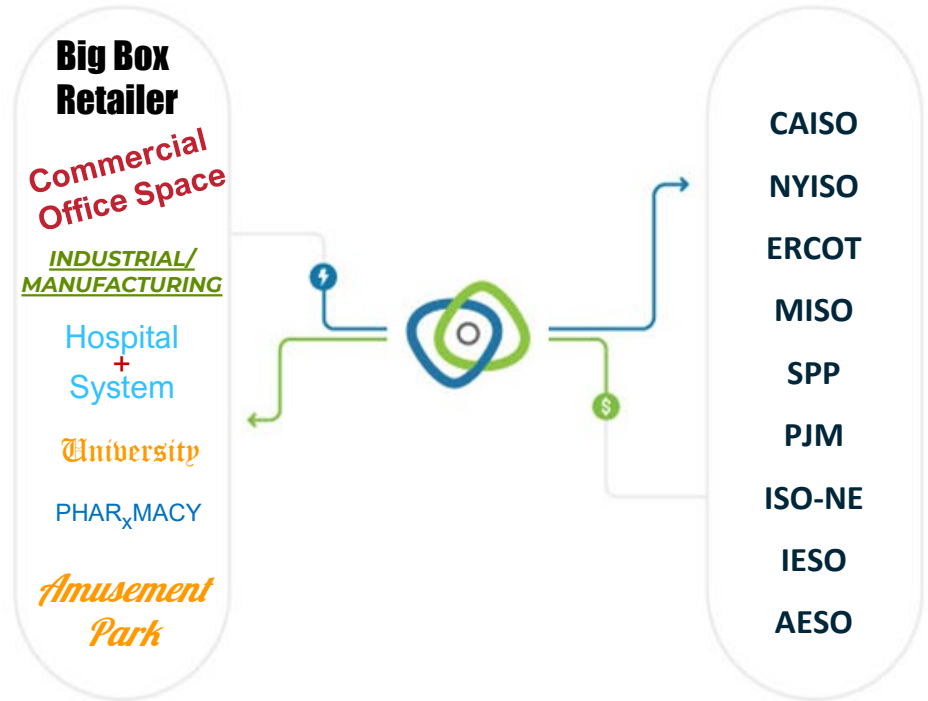 Big Box
Retailer
Commercial
Office Space
INDUSTRIAL/
MANUFACTURING
Hospital
+
System
University
PHARxMACY
Amusement
Park
$
CAISO
NYISO
ERCOT
MISO
SPP
PJM
ISO-NE
IESO
AESO